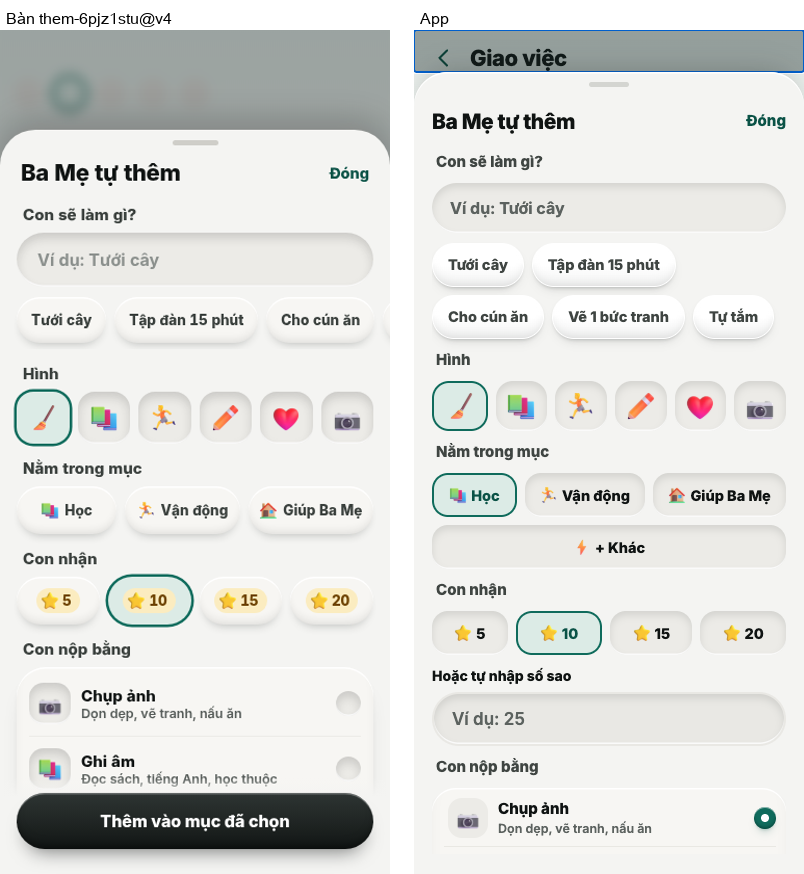 Bản them-6pjz1stu@v4
Ba Mẹ tự thêm
Đóng
Con sẽ làm gì?
Ví dụ: Tưới cây
Tưới cây
Tập đàn 15 phút
Cho cún ăn
Hình
Nằm trong mục
Học
Vận động
Giúp Ba Mẹ
Con nhận
5
10
15
20
Con nộp bằng
Chụp ảnh
Dọn dẹp, vẽ tranh, nấu ăn
Ghi âm
Đọc sách, tiếng Anh, học thuộc
Thêm vào mục đã chọn
App
Giao việc
Ba Mẹ tự thêm
Đóng
Con sẽ làm gì?
Ví dụ: Tưới cây
Tưới cây
Tập đàn 15 phút
Cho cún ăn
Vẽ 1 bức tranh
Tự tắm
Hình
Nằm trong mục
Học
Vận động
Giúp Ba Mẹ
+ Khác
Con nhận
5
10
15
20
Hoặc tự nhập số sao
Ví dụ: 25
Con nộp bằng
Chụp ảnh
Dọn dẹp, vẽ tranh, nấu ăn